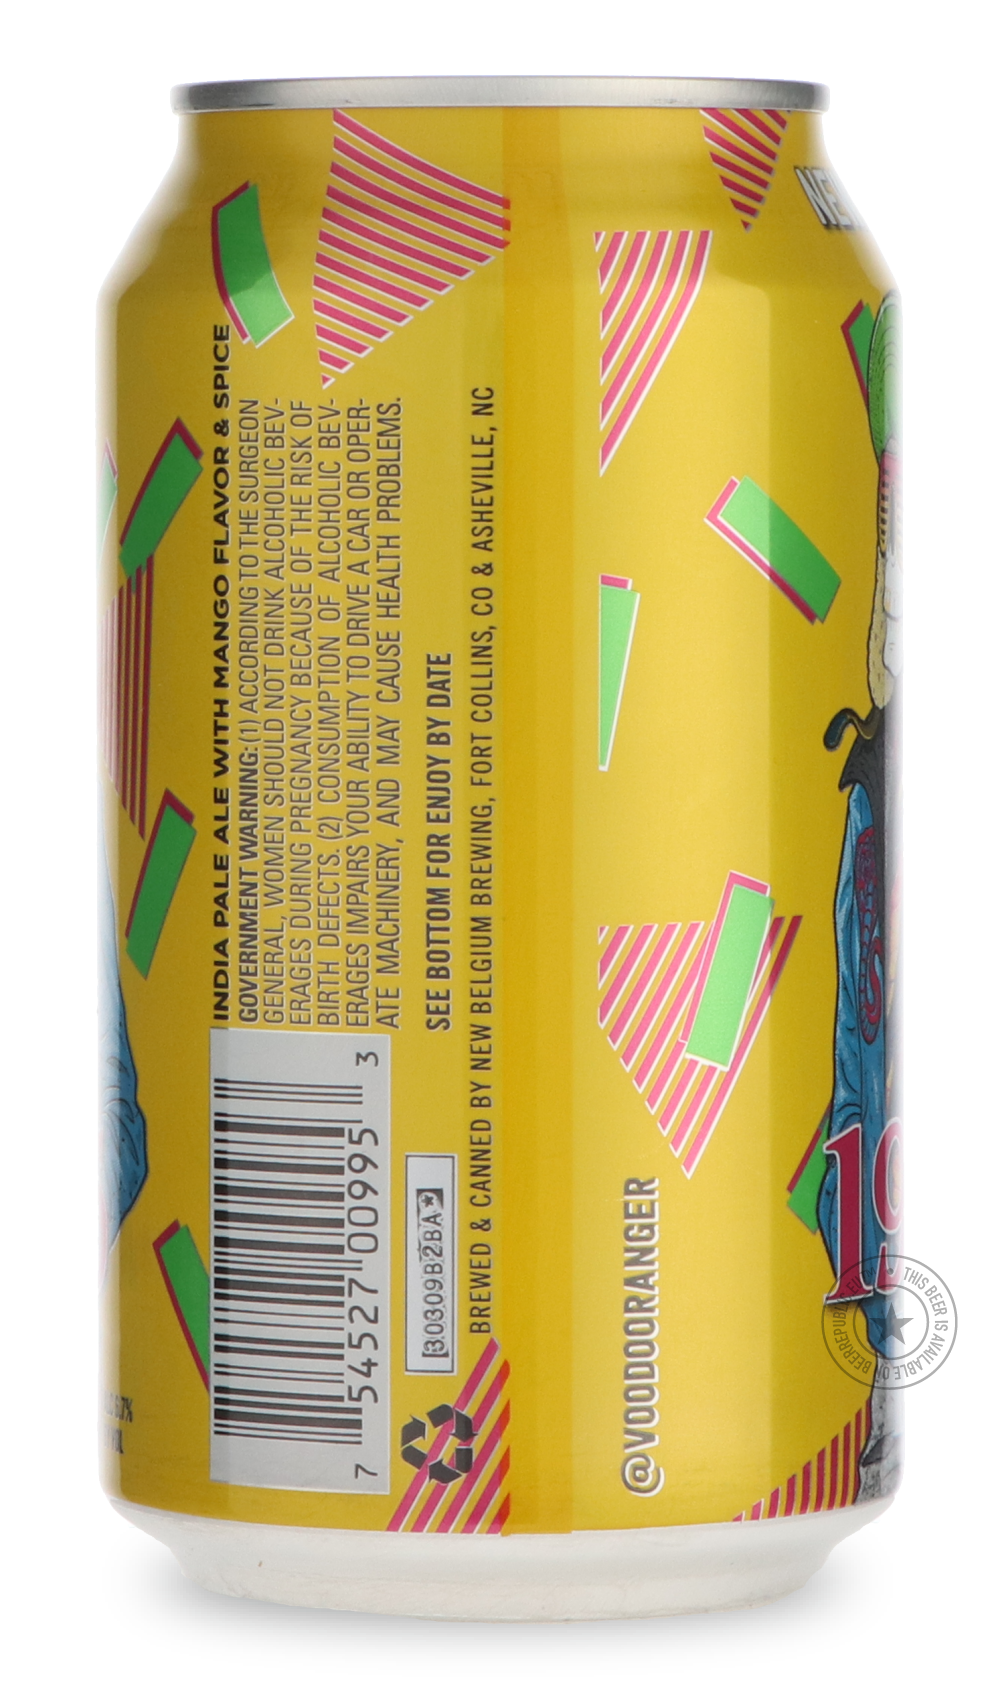 INDIA PALE ALE WITH MANGO FLAVOR & SPICE
GOVERNMENT WARNING: (1) ACCORDING TO THE SURGEON
GENERAL, WOMEN SHOULD NOT DRINK ALCOHOLIC BEV-
ERAGES DURING PREGNANCY BECAUSE OF THE RISK OF
BIRTH DEFECTS. (2) CONSUMPTION OF ALCOHOLIC BEV-
ERAGES IMPAIRS YOUR ABILITY TO DRIVE A CAR OR OPER-
ATE MACHINERY, AND MAY CAUSE HEALTH PROBLEMS.
SEE BOTTOM FOR ENJOY BY DATE
BREWED & CANNED BY NEW BELGIUM BREWING, FORT COLLINS, CO & ASHEVILLE, NC
7 54527 00995 3
30309B2BA
@VOODOORANGER
THIS BEER IS AVAILABLE ON